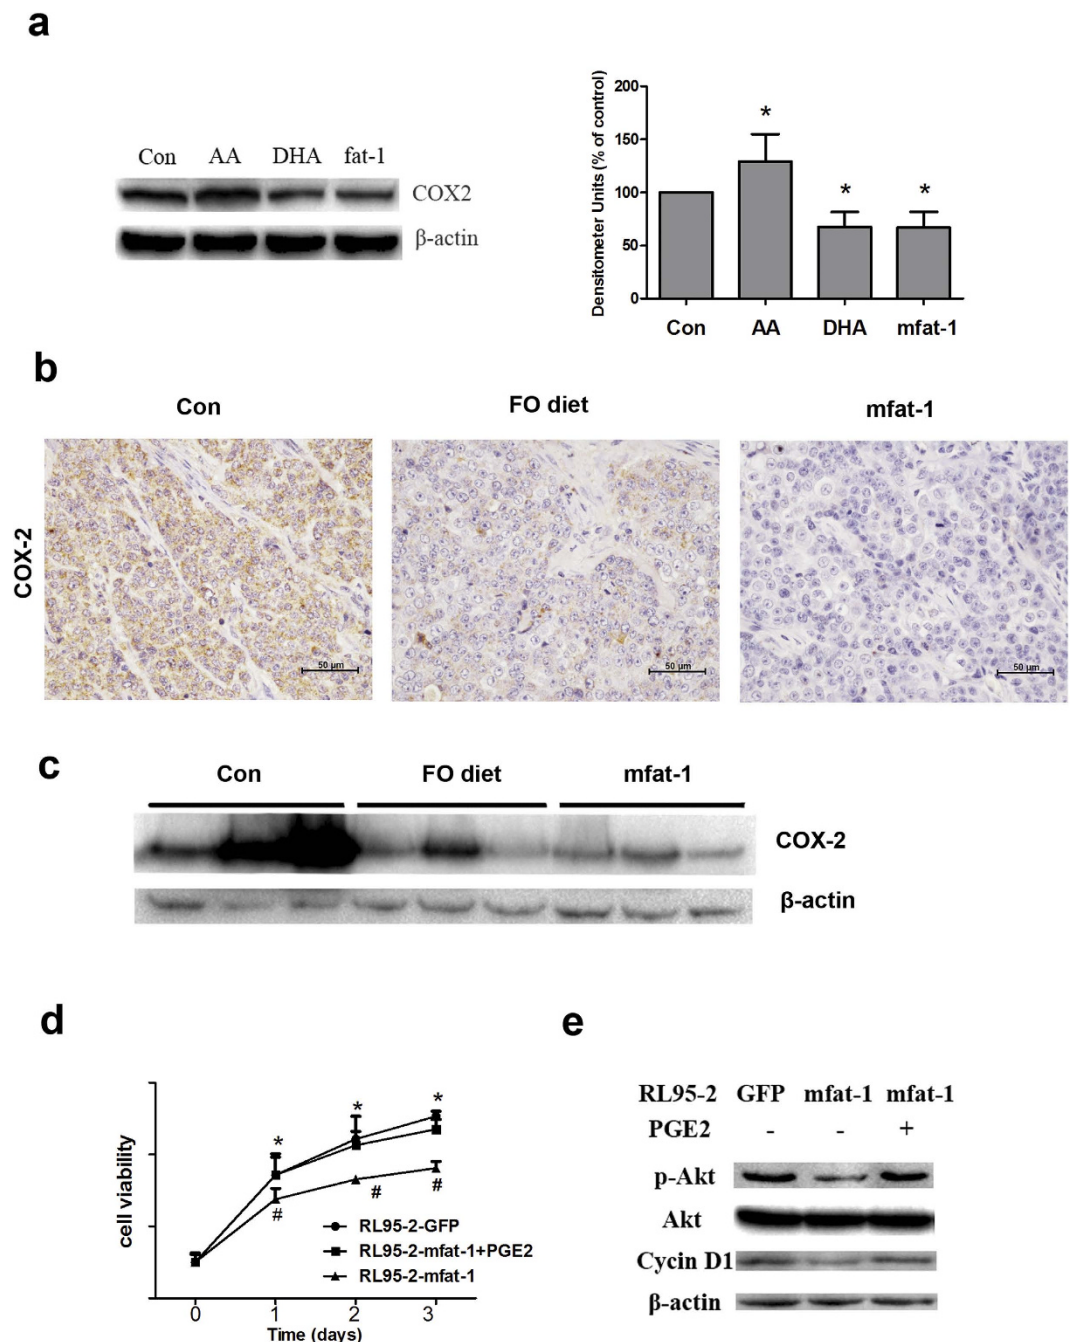 a
Con AA DHA fat-1
COX2
β-actin
Densitometer Units (% of control)
200
150
100
50
0
* * *
Con AA DHA mfat-1
b
Con FO diet mfat-1
COX-2
50 μm 50 μm 50 μm
c
Con FO diet mfat-1
COX-2
β-actin
d
cell viability
* * *
# # #
RL95-2-GFP
RL95-2-mfat-1+PGE2
RL95-2-mfat-1
0 1 2 3
Time (days)
e
RL95-2 GFP mfat-1 mfat-1
PGE2 - - +
p-Akt
Akt
Cycin D1
β-actin